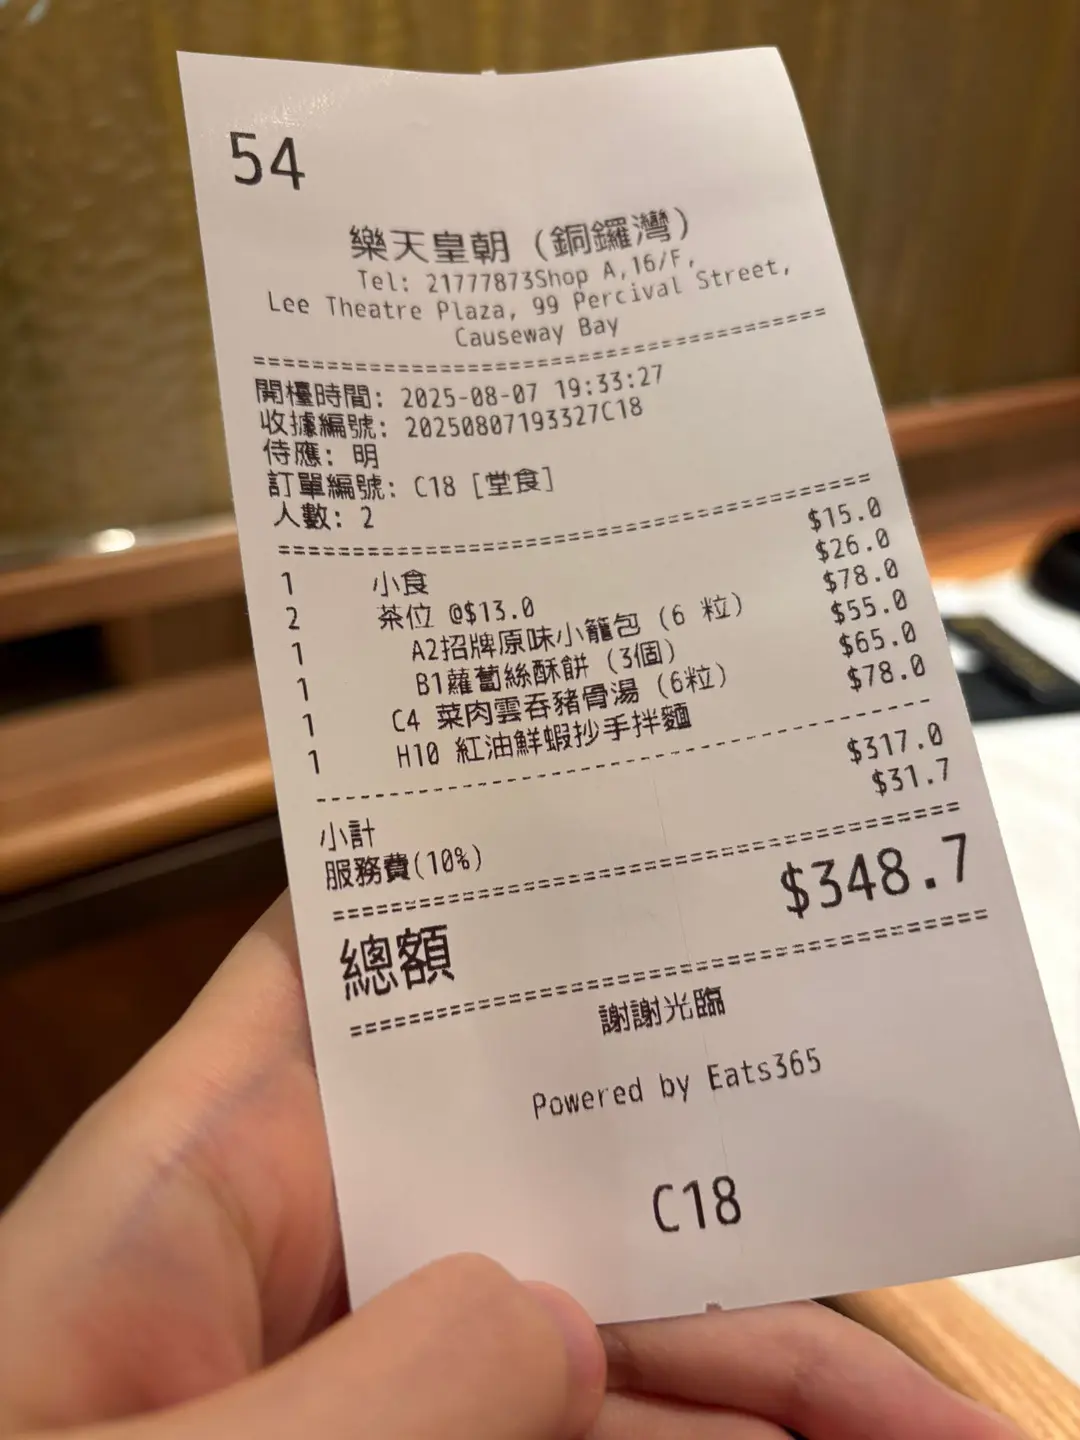 54
樂天皇朝 (銅鑼灣)
Tel: 21777873Shop A,16/F,
Lee Theatre Plaza, 99 Percival Street,
Causeway Bay
開檯時間: 2025-08-07 19:33:27
收據編號: 20250807193327C18
侍應: 明
訂單編號: C18 [堂食]
人數: 2
1 小食 $15.0
2 茶位 @$13.0 $26.0
1 A2招牌原味小籠包 (6 粒) $78.0
1 B1蘿蔔絲酥餅 (3個) $55.0
1 C4 菜肉雲吞豬骨湯 (6粒) $65.0
1 H10 紅油鮮蝦抄手拌麵 $78.0
小計 $317.0
服務費(10%) $31.7
總額 $348.7
謝謝光臨
Powered by Eats365
C18